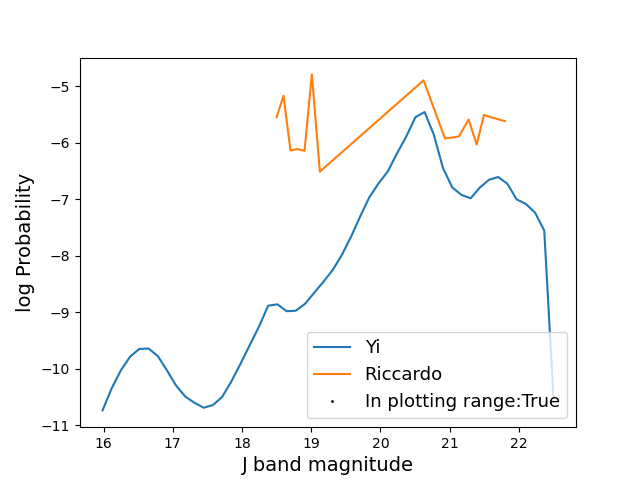 −5
−6
−7
−8
−9
−10
−11
log Probability
Yi
Riccardo
In plotting range:True
16
17
18
19
20
21
22
J band magnitude